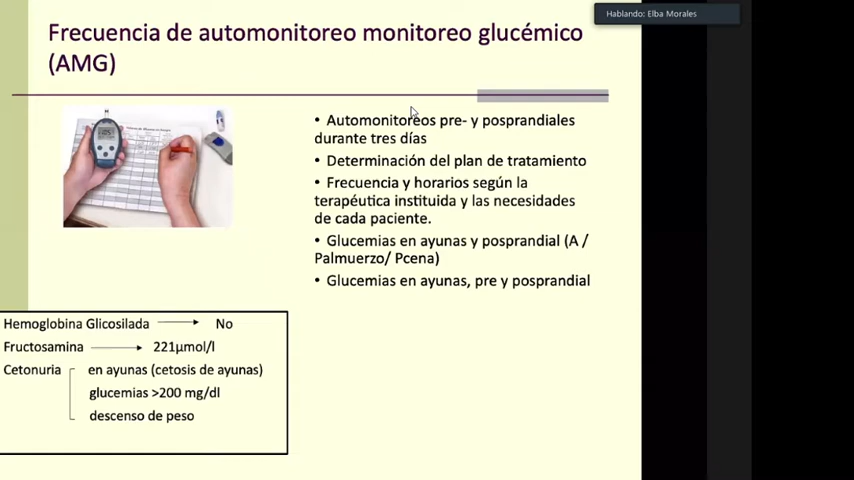 Hablando: Elba Morales
Frecuencia de automonitoreo monitoreo glucémico
(AMG)
• Automonitoreos pre- y posprandiales
durante tres días
• Determinación del plan de tratamiento
• Frecuencia y horarios según la
terapéutica instituida y las necesidades
de cada paciente.
• Glucemias en ayunas y posprandial (A /
Palmuerzo/ Pcena)
• Glucemias en ayunas, pre y posprandial
Hemoglobina Glicosilada → No
Fructosamina → 221µmol/l
Cetonuria en ayunas (cetosis de ayunas)
glucemias >200 mg/dl
descenso de peso